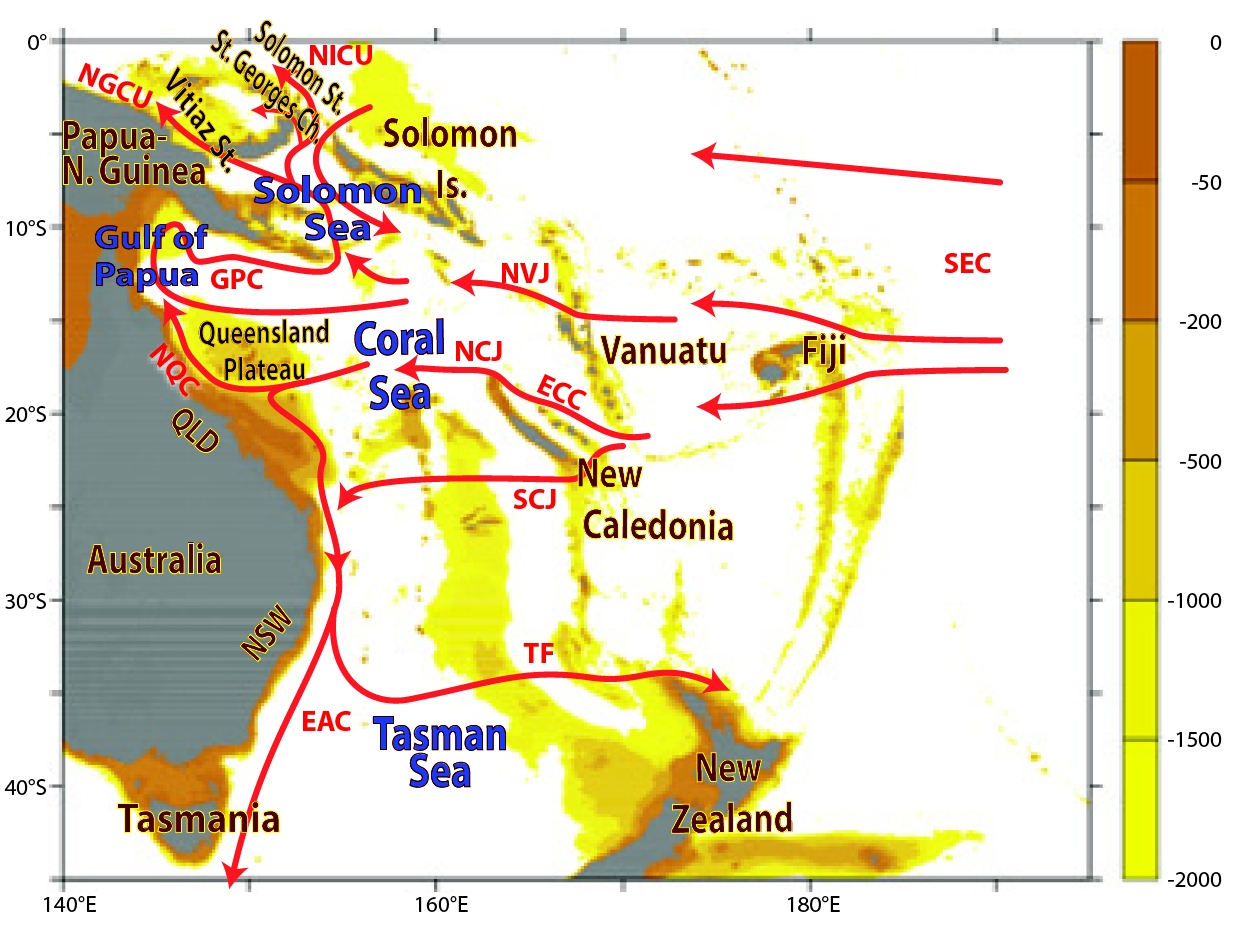 0°
10°S
20°S
30°S
40°S
140°E
160°E
180°E
0
-50
-200
-500
-1000
-1500
-2000
NGCU
Vitiaz St.
St. Georges Ch.
Solomon St.
NICU
Papua-
N. Guinea
Solomon
Is.
Solomon
Sea
Gulf of
Papua
GPC
NVJ
SEC
Queensland
Plateau
Coral
Sea
NCJ
ECC
Vanuatu
Fiji
NQC
QLD
New
Caledonia
SCJ
Australia
NSW
TF
EAC
Tasman
Sea
New
Zealand
Tasmania